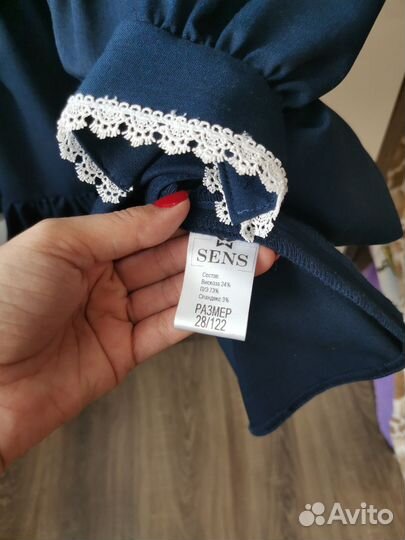 SENS
Состав:
Вискоза 24%
П/Э 73%
Спандекс 3%
РАЗМЕР
28/122
Avito